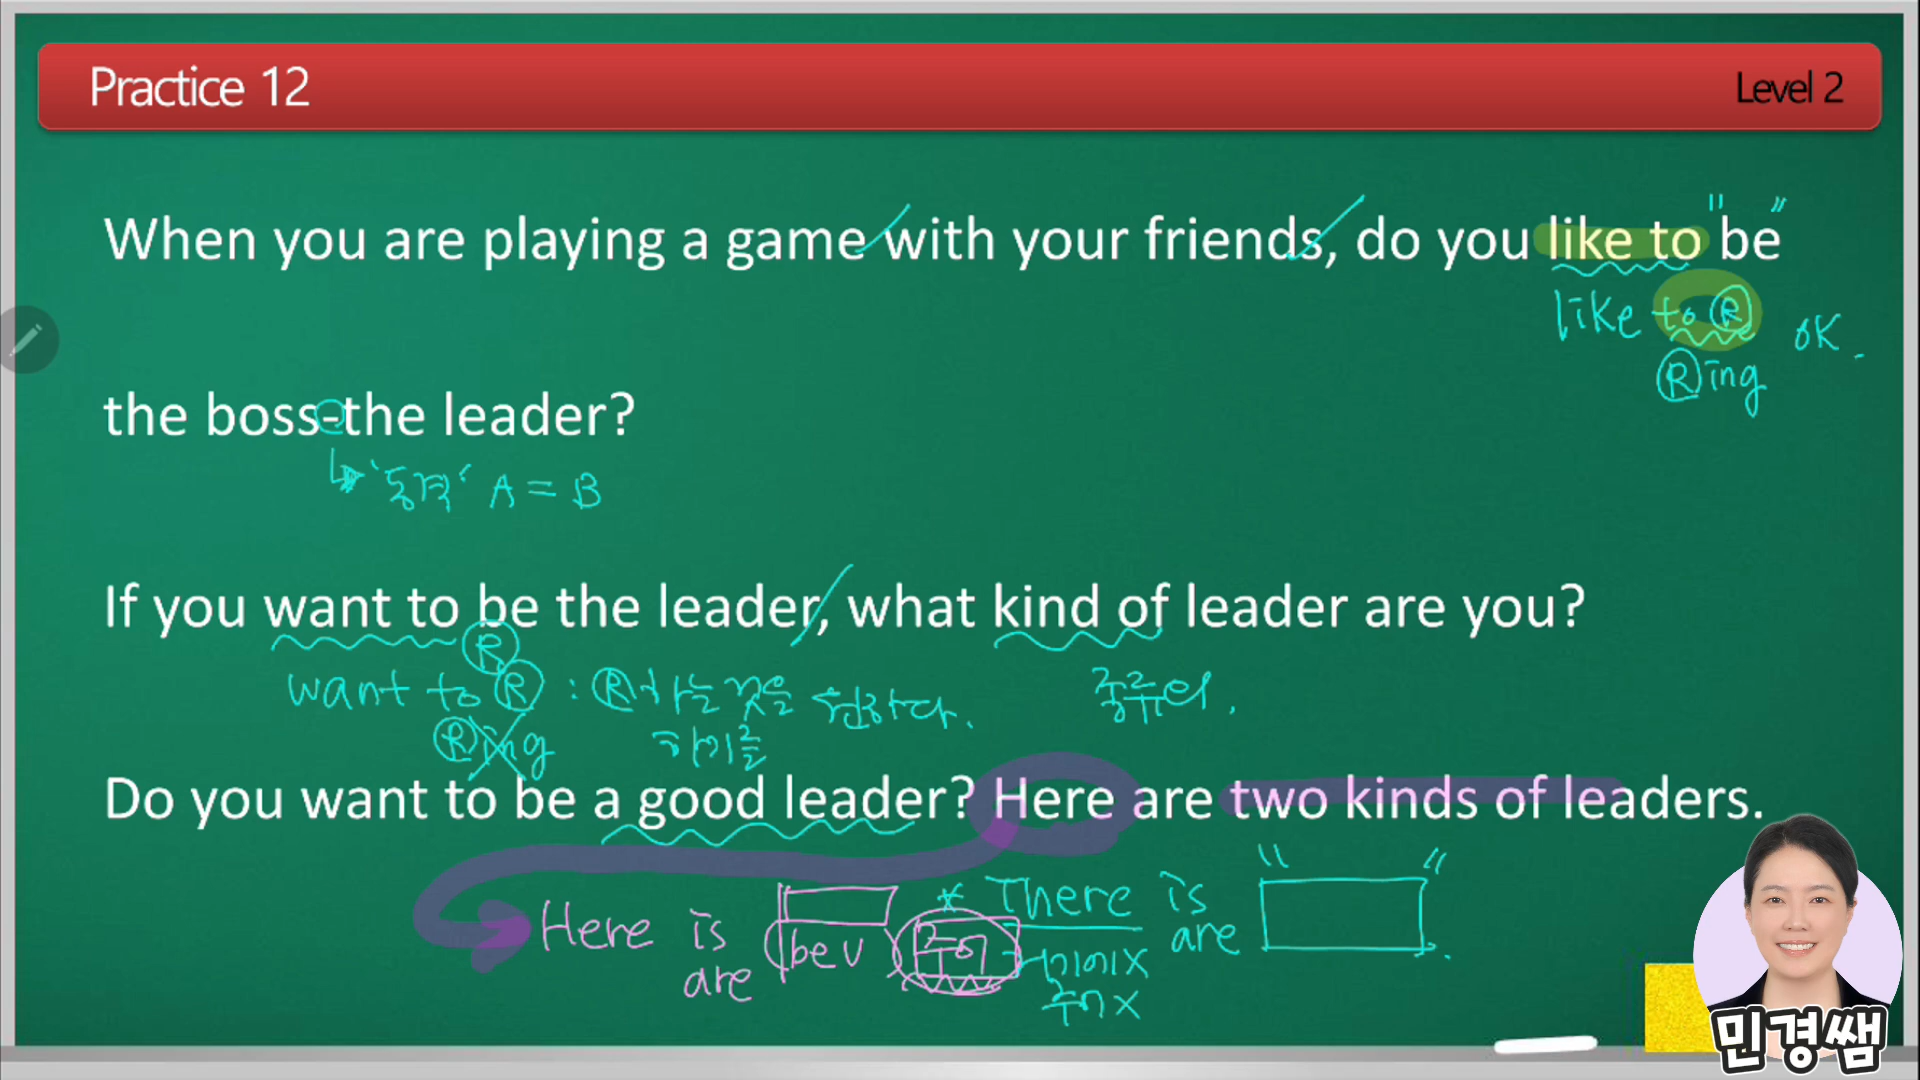 Practice 12
Level 2
When you are playing a game with your friends, do you like to "be"
like to Ⓡ OK.
Ⓡing
the boss-the leader?
'동격' A = B
If you want to be the leader, what kind of leader are you?
Ⓡ
want to Ⓡ : Ⓡ하는 것을 원하다. 종류의.
Ⓡing 하기를
Do you want to be a good leader? Here are two kinds of leaders.
Here is * There is " "
are be v 주어 are
주어 X
민경쌤